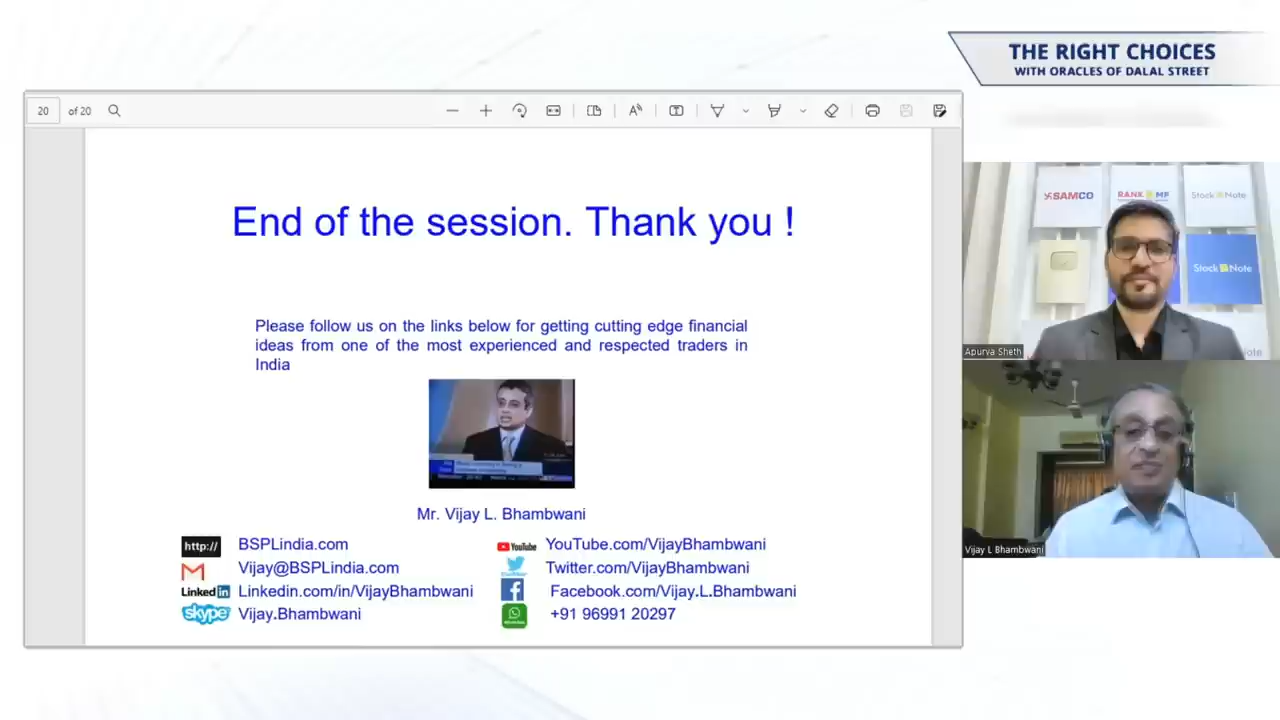 THE RIGHT CHOICES
WITH ORACLES OF DALAL STREET
20 of 20
End of the session. Thank you !
Please follow us on the links below for getting cutting edge financial
ideas from one of the most experienced and respected traders in
India
Mr. Vijay L. Bhambwani
http:// BSPLindia.com
Vijay@BSPLindia.com
Linked in Linkedin.com/in/VijayBhambwani
skype Vijay.Bhambwani
YouTube YouTube.com/VijayBhambwani
Twitter.com/VijayBhambwani
Facebook.com/Vijay.L.Bhambwani
+91 96991 20297
SAMCO
RANK MF
Stock Note
Stock Note
Apurva Sheth
Vijay L Bhambwani